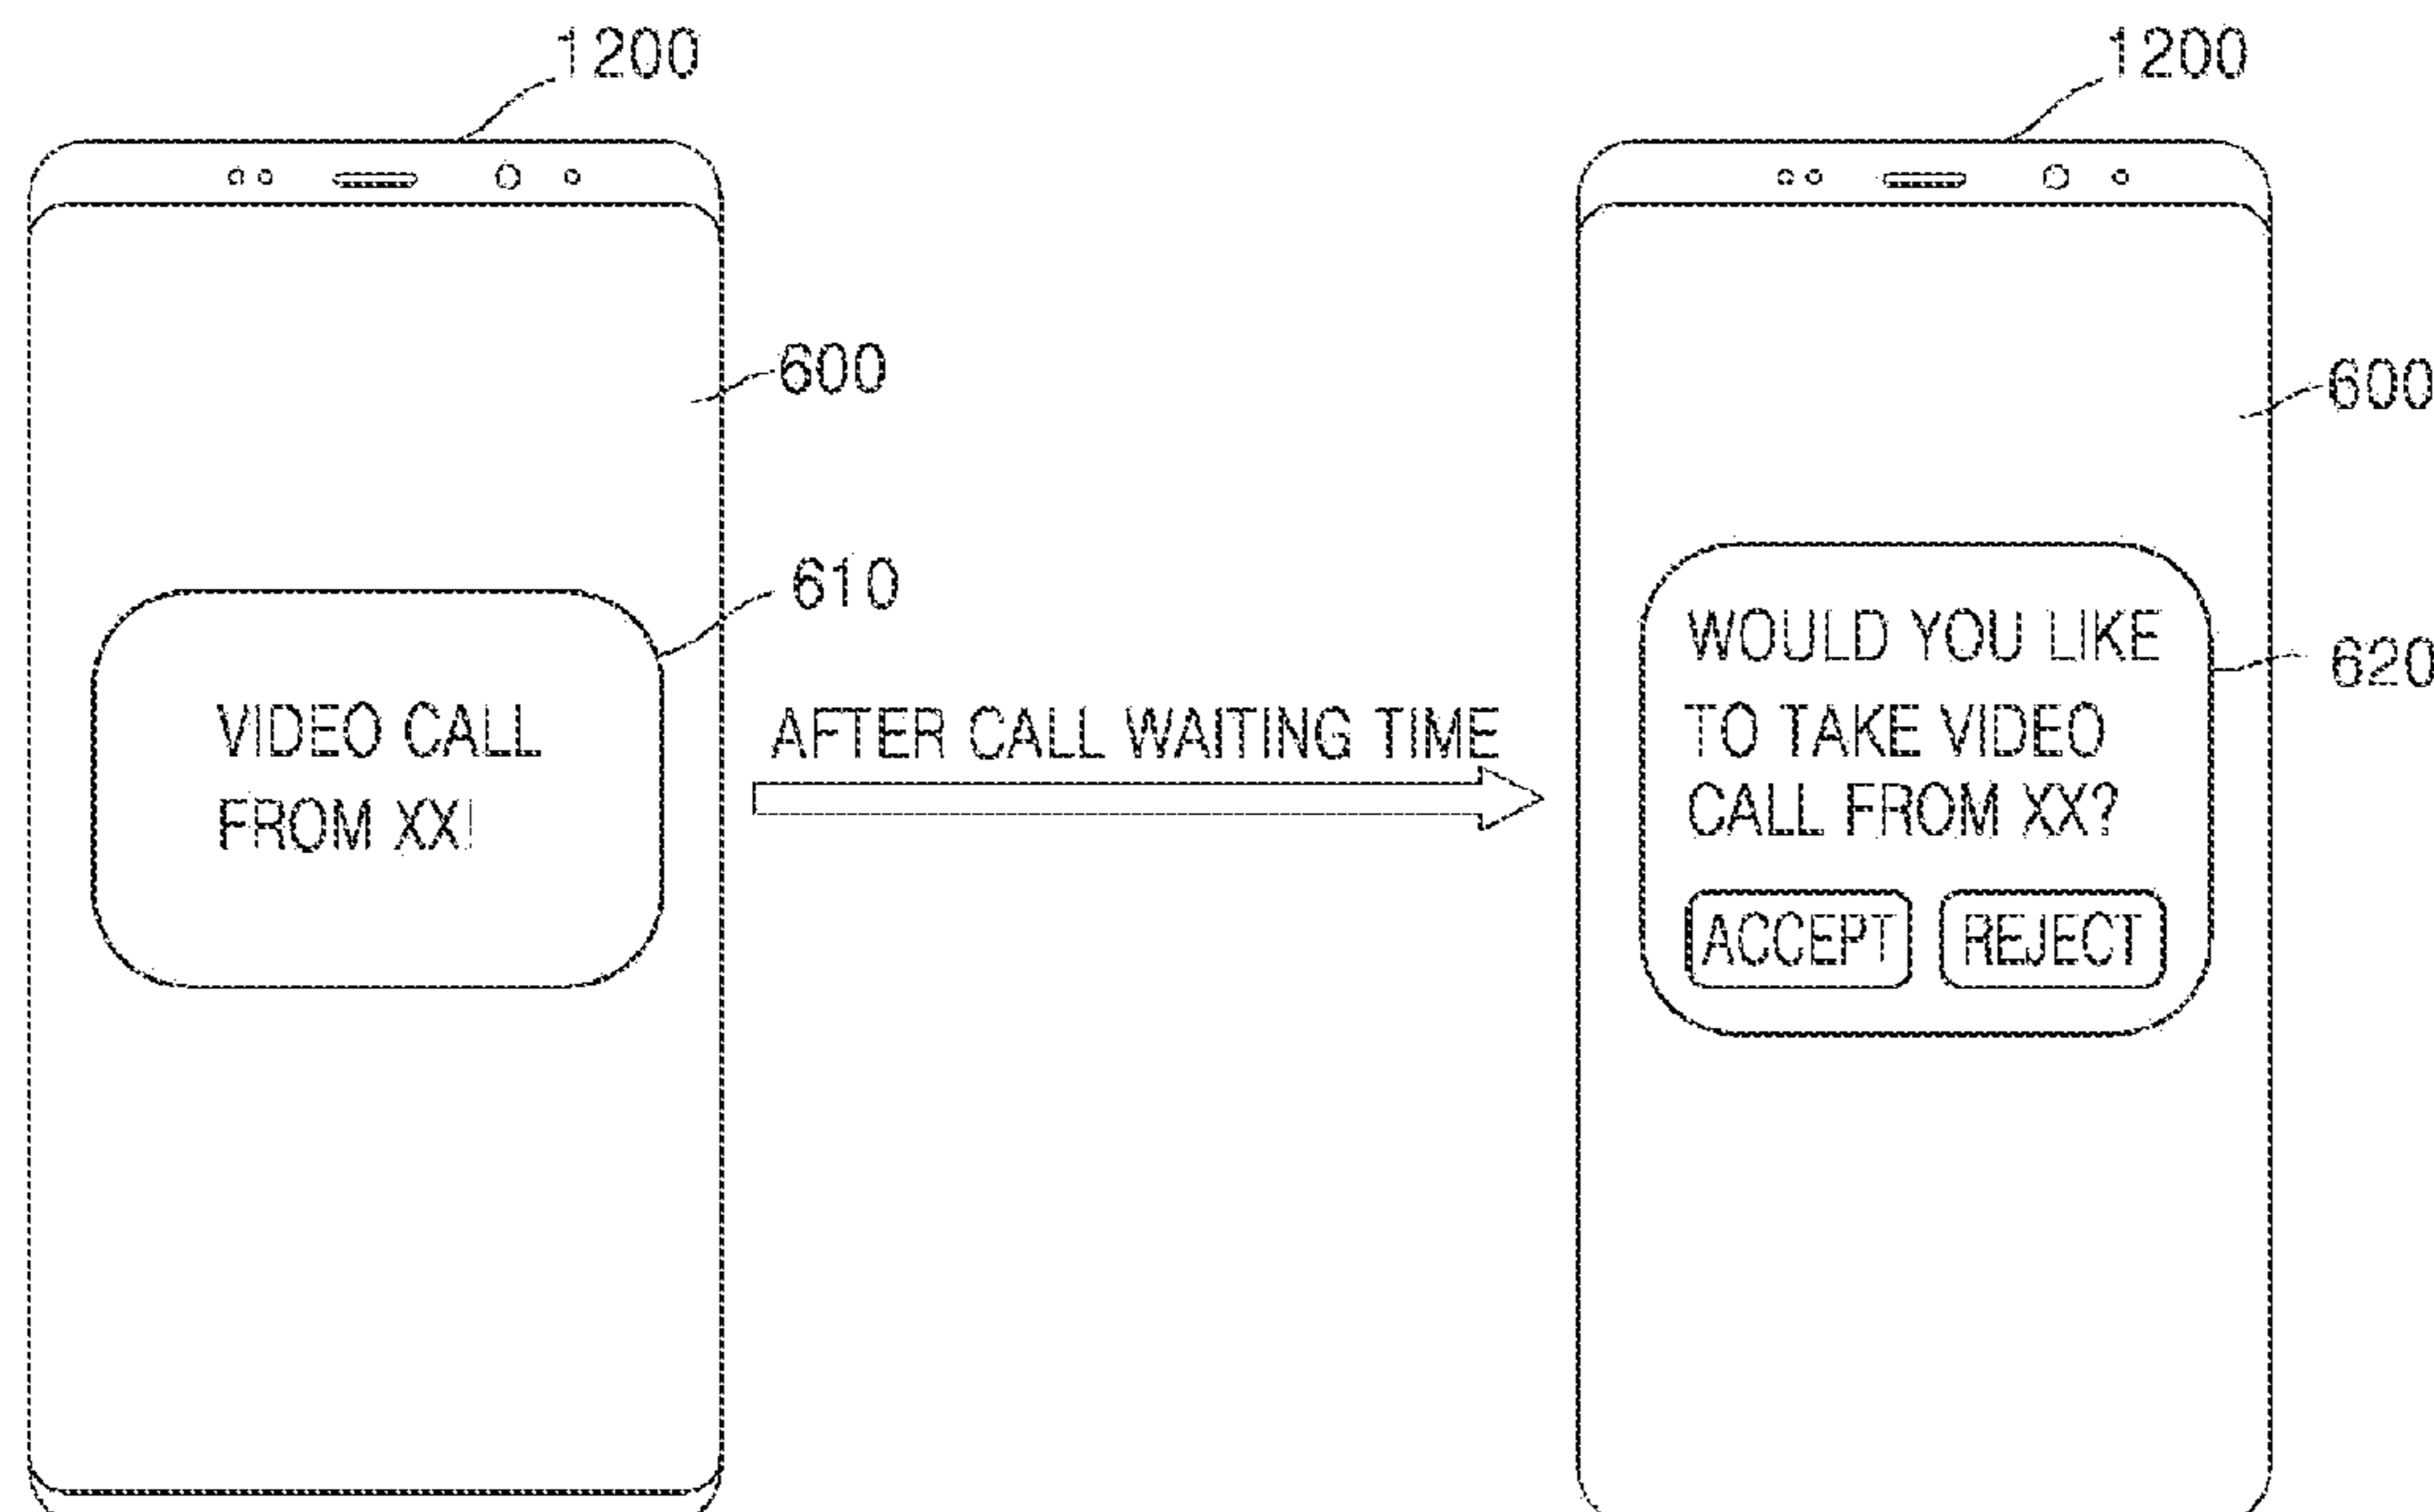 1200
600
610
VIDEO CALL
FROM XX!
AFTER CALL WAITING TIME
1200
600
620
WOULD YOU LIKE
TO TAKE VIDEO
CALL FROM XX?
ACCEPT
REJECT